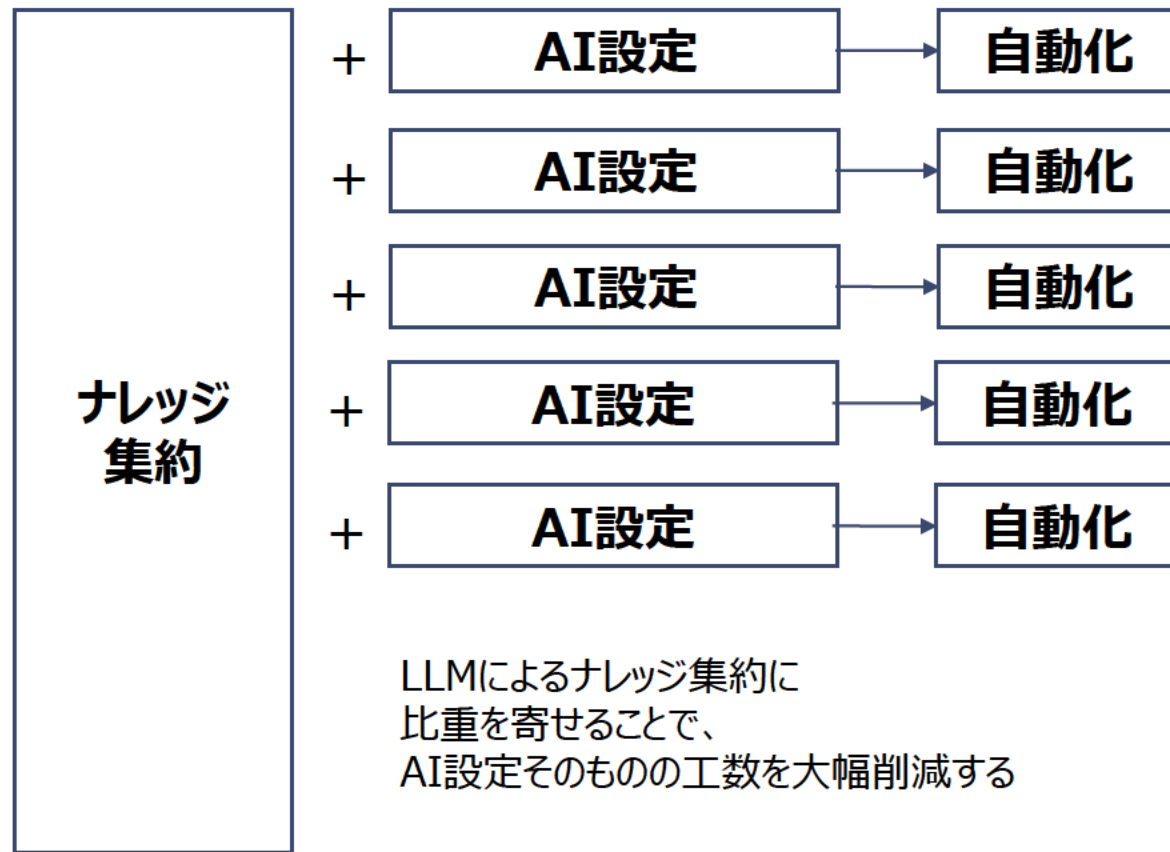 + AI設定 自動化
+ AI設定 自動化
+ AI設定 自動化
ナレッジ
集約
+ AI設定 自動化
+ AI設定 自動化
LLMによるナレッジ集約に
比重を寄せることで、
AI設定そのものの工数を大幅削減する